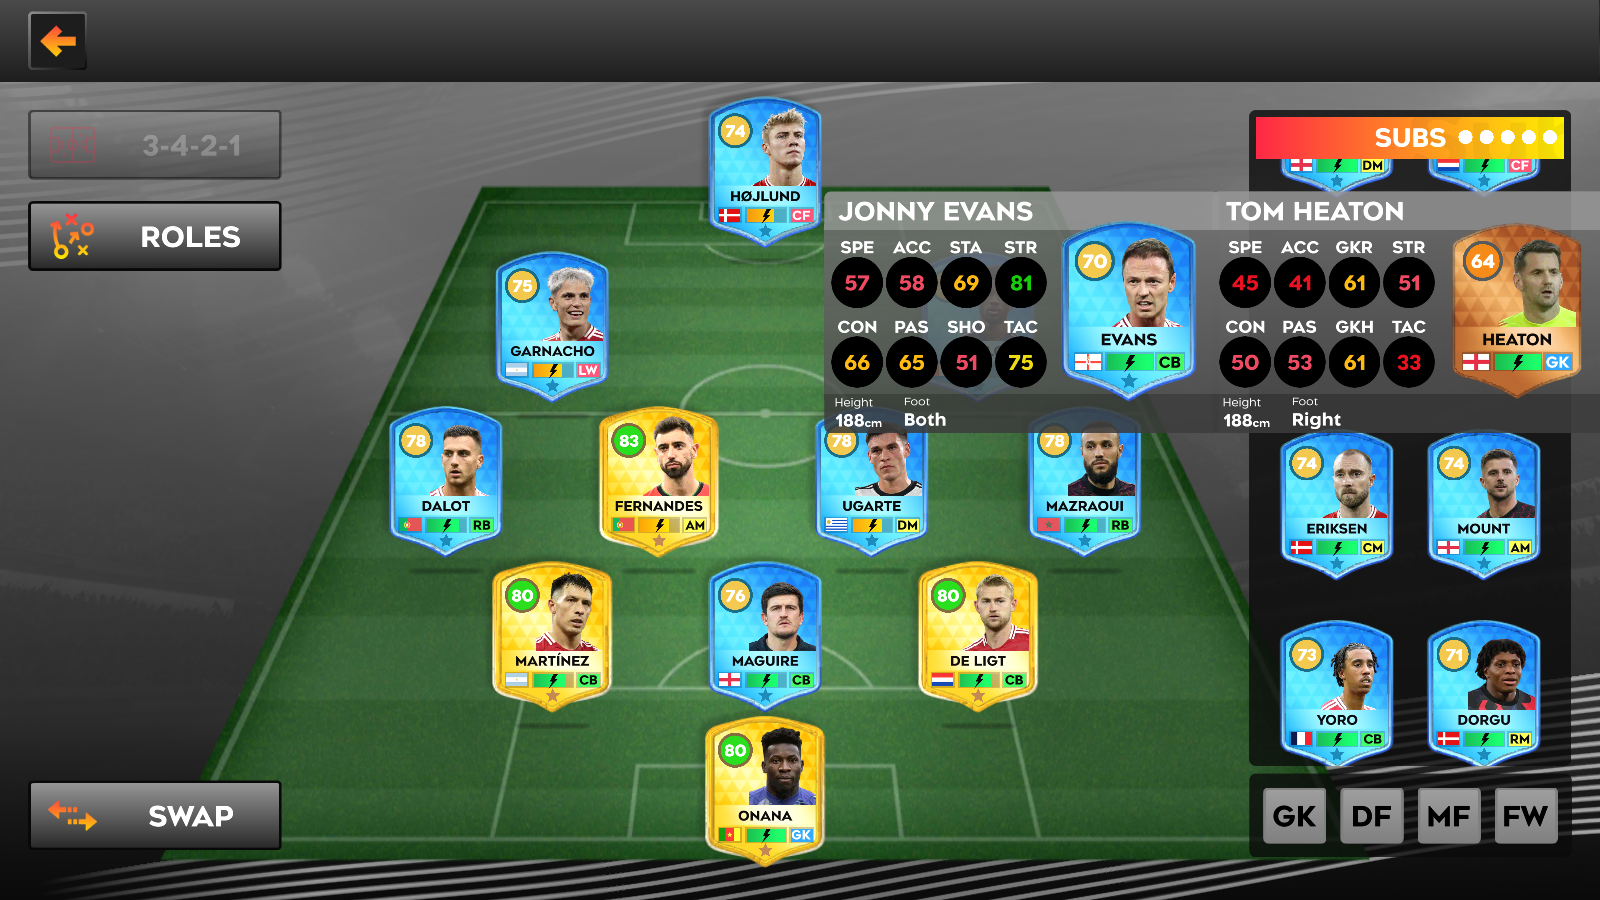 3-4-2-1
ROLES
SWAP
SUBS
DM
CF
74
HØJLUND
CF
75
GARNACHO
LW
JONNY EVANS
SPE ACC STA STR
57 58 69 81
CON PAS SHO TAC
66 65 51 75
Height Foot
188cm Both
70
EVANS
CB
TOM HEATON
SPE ACC GKR STR
45 41 61 51
CON PAS GKH TAC
50 53 61 33
Height Foot
188cm Right
64
HEATON
GK
78
DALOT
RB
83
FERNANDES
AM
78
UGARTE
DM
78
MAZRAOUI
RB
74
ERIKSEN
CM
74
MOUNT
AM
80
MARTÍNEZ
CB
76
MAGUIRE
CB
80
DE LIGT
CB
73
YORO
CB
71
DORGU
RM
80
ONANA
GK
GK DF MF FW